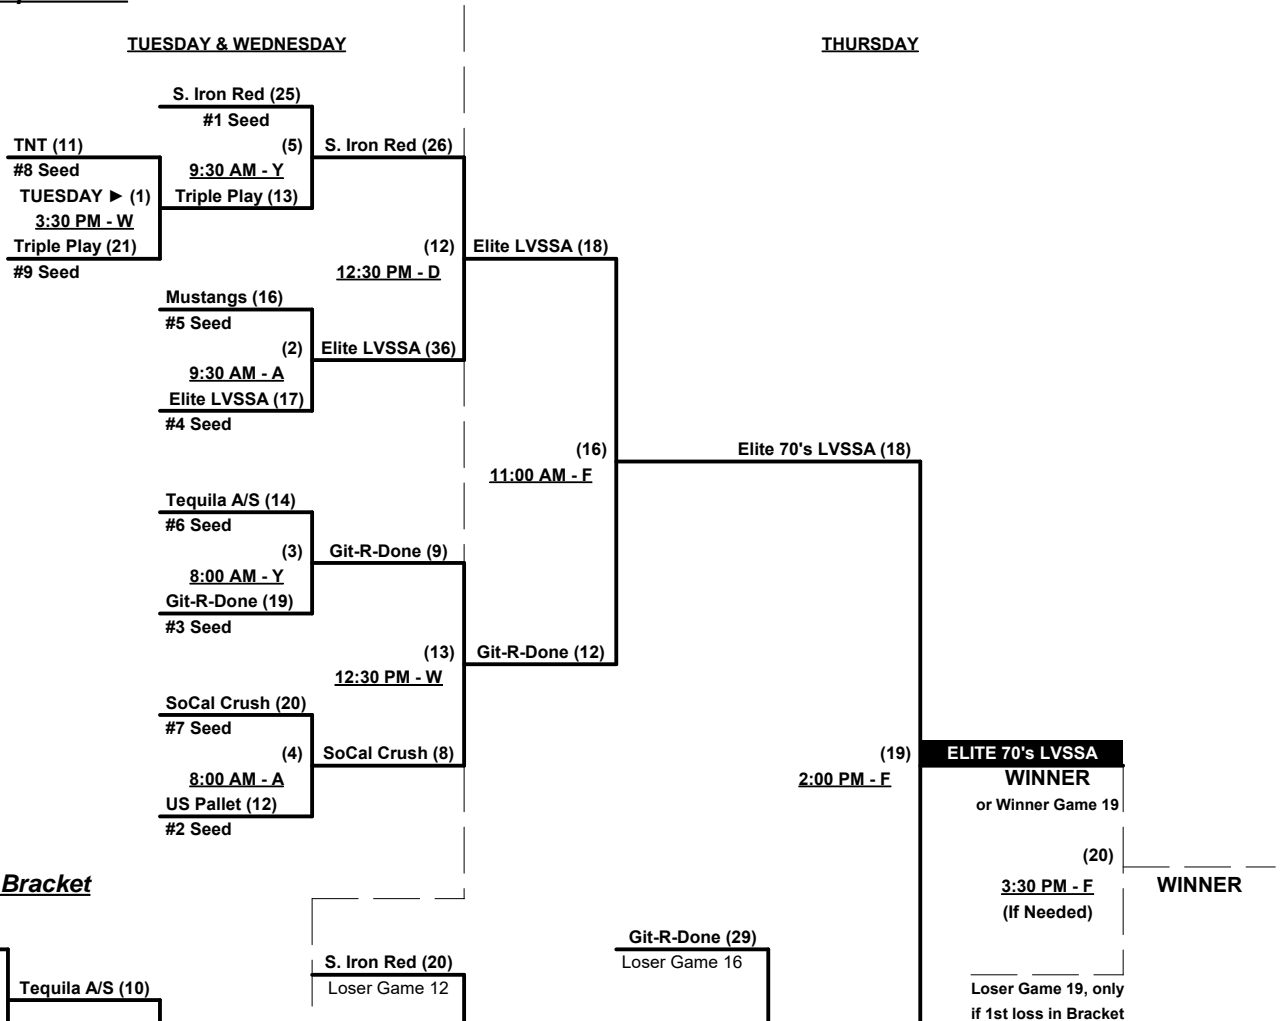 TUESDAY & WEDNESDAY
THURSDAY
S. Iron Red (25)
#1 Seed
TNT (11)
(5)
S. Iron Red (26)
#8 Seed
9:30 AM - Y
TUESDAY ► (1)
Triple Play (13)
3:30 PM - W
Triple Play (21)
(12)
Elite LVSSA (18)
#9 Seed
12:30 PM - D
Mustangs (16)
#5 Seed
(2)
Elite LVSSA (36)
9:30 AM - A
Elite LVSSA (17)
#4 Seed
(16)
Elite 70's LVSSA (18)
11:00 AM - F
Tequila A/S (14)
#6 Seed
(3)
Git-R-Done (9)
8:00 AM - Y
Git-R-Done (19)
#3 Seed
(13)
Git-R-Done (12)
12:30 PM - W
SoCal Crush (20)
#7 Seed
(4)
SoCal Crush (8)
(19)
ELITE 70's LVSSA
8:00 AM - A
2:00 PM - F
WINNER
US Pallet (12)
or Winner Game 19
#2 Seed
(20)
Bracket
3:30 PM - F
WINNER
(If Needed)
Git-R-Done (29)
S. Iron Red (20)
Loser Game 16
Tequila A/S (10)
Loser Game 12
Loser Game 19, only
if 1st loss in Bracket